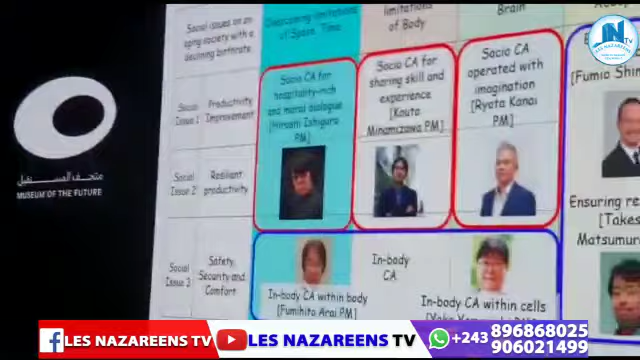 Social issues on an
aging society with a
declining birthrate
Overcoming limitations
of Space, Time
limitations
of Body
Brain
LES NAZAREENS
TV
Social
Issue 1
Productivity
Improvement
Socio CA for
hospitality-rich
and moral dialogue
[Hiroshi Ishiguro
PM]
Socio CA for
sharing skill and
experience
[Kouta
Minamizawa PM]
Socio CA
operated with
imagination
[Ryota Kanai
PM]
[Fumio Shin
متحف المستقبل
MUSEUM OF THE FUTURE
Social
Issue 2
Resilient
productivity
Ensuring re
[Takes
Matsumur
Social
Issue 3
Safety,
Security and
Comfort
In-body
CA
In-body CA within body
[Fumihito Arai PM]
In-body CA within cells
LES NAZAREENS TV
LES NAZAREENS TV
+243 896868025
906021499